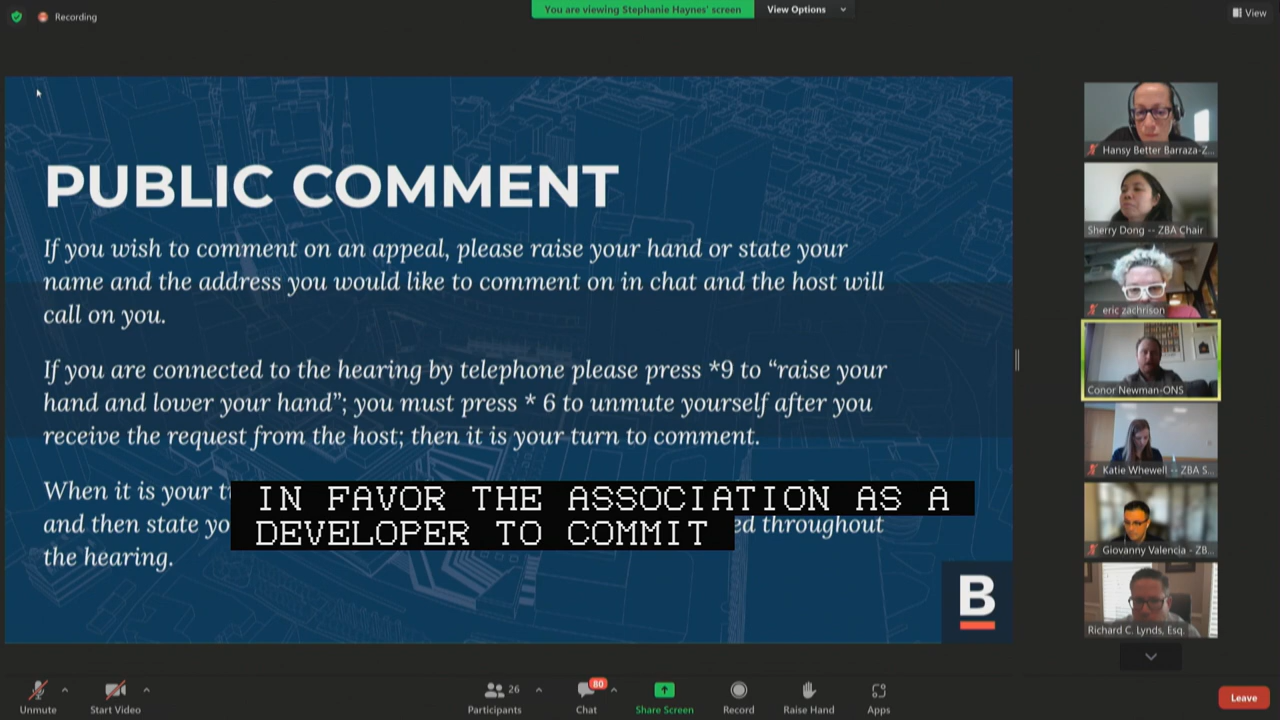 Recording
You are viewing Stephanie Haynes' screen
View Options
View
PUBLIC COMMENT
If you wish to comment on an appeal, please raise your hand or state your
name and the address you would like to comment on in chat and the host will
call on you.
If you are connected to the hearing by telephone please press *9 to “raise your
hand and lower your hand”; you must press * 6 to unmute yourself after you
receive the request from the host; then it is your turn to comment.
When it is your
and then state
ed throughout
the hearing.
IN FAVOR THE ASSOCIATION AS A
DEVELOPER TO COMMIT
B
Hansy Better Barraza-Z...
Sherry Dong -- ZBA Chair
eric zachrison
Conor Newman-ONS
Katie Whewell -- ZBA S...
Giovanny Valencia - ZB...
Richard C. Lynds, Esq.
Unmute
Start Video
26
Participants
80
Chat
Share Screen
Record
Raise Hand
Apps
Leave